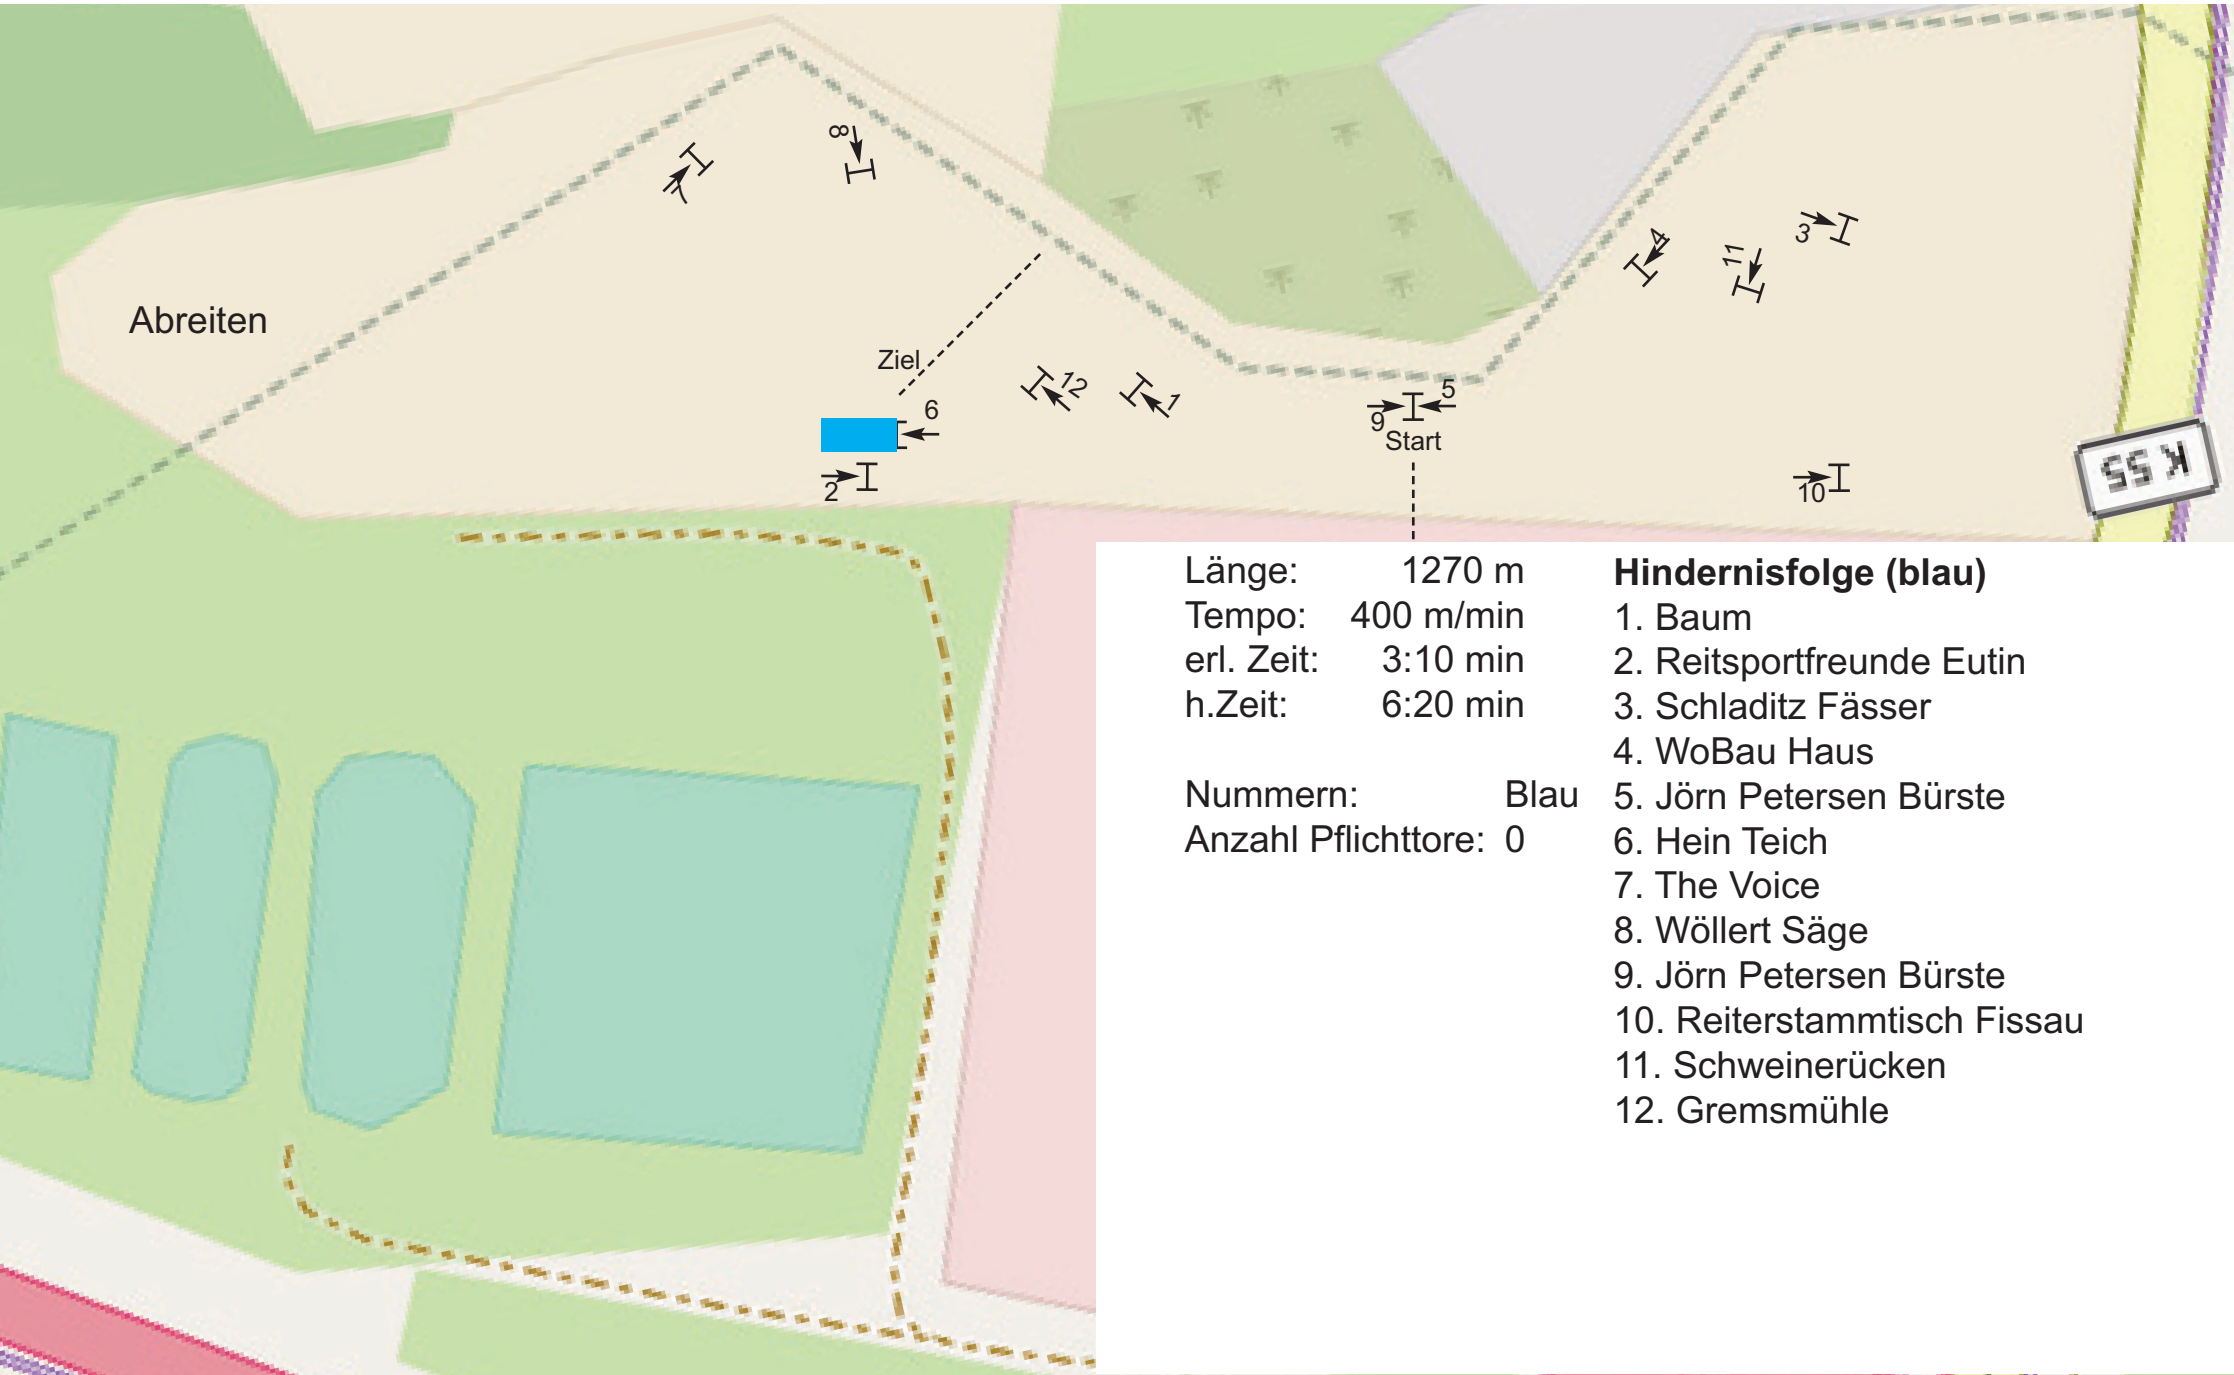 8
7
3
4
11
Abreiten
Ziel
12
1
5
6
9
Start
2
10
K 55
Länge: 1270 m
Tempo: 400 m/min
erl. Zeit: 3:10 min
h.Zeit: 6:20 min
Nummern: Blau
Anzahl Pflichttore: 0
Hindernisfolge (blau)
1. Baum
2. Reitsportfreunde Eutin
3. Schladitz Fässer
4. WoBau Haus
5. Jörn Petersen Bürste
6. Hein Teich
7. The Voice
8. Wöllert Säge
9. Jörn Petersen Bürste
10. Reiterstammtisch Fissau
11. Schweinerücken
12. Gremsmühle